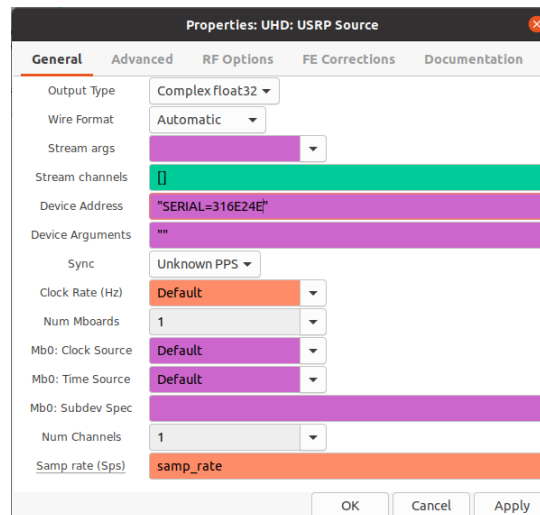 Properties: UHD: USRP Source
General Advanced RF Options FE Corrections Documentation
Output Type Complex float32
Wire Format Automatic
Stream args
Stream channels []
Device Address "SERIAL=316E24E"
Device Arguments ""
Sync Unknown PPS
Clock Rate (Hz) Default
Num Mboards 1
Mb0: Clock Source Default
Mb0: Time Source Default
Mb0: Subdev Spec
Num Channels 1
Samp rate (Sps) samp_rate
OK Cancel Apply